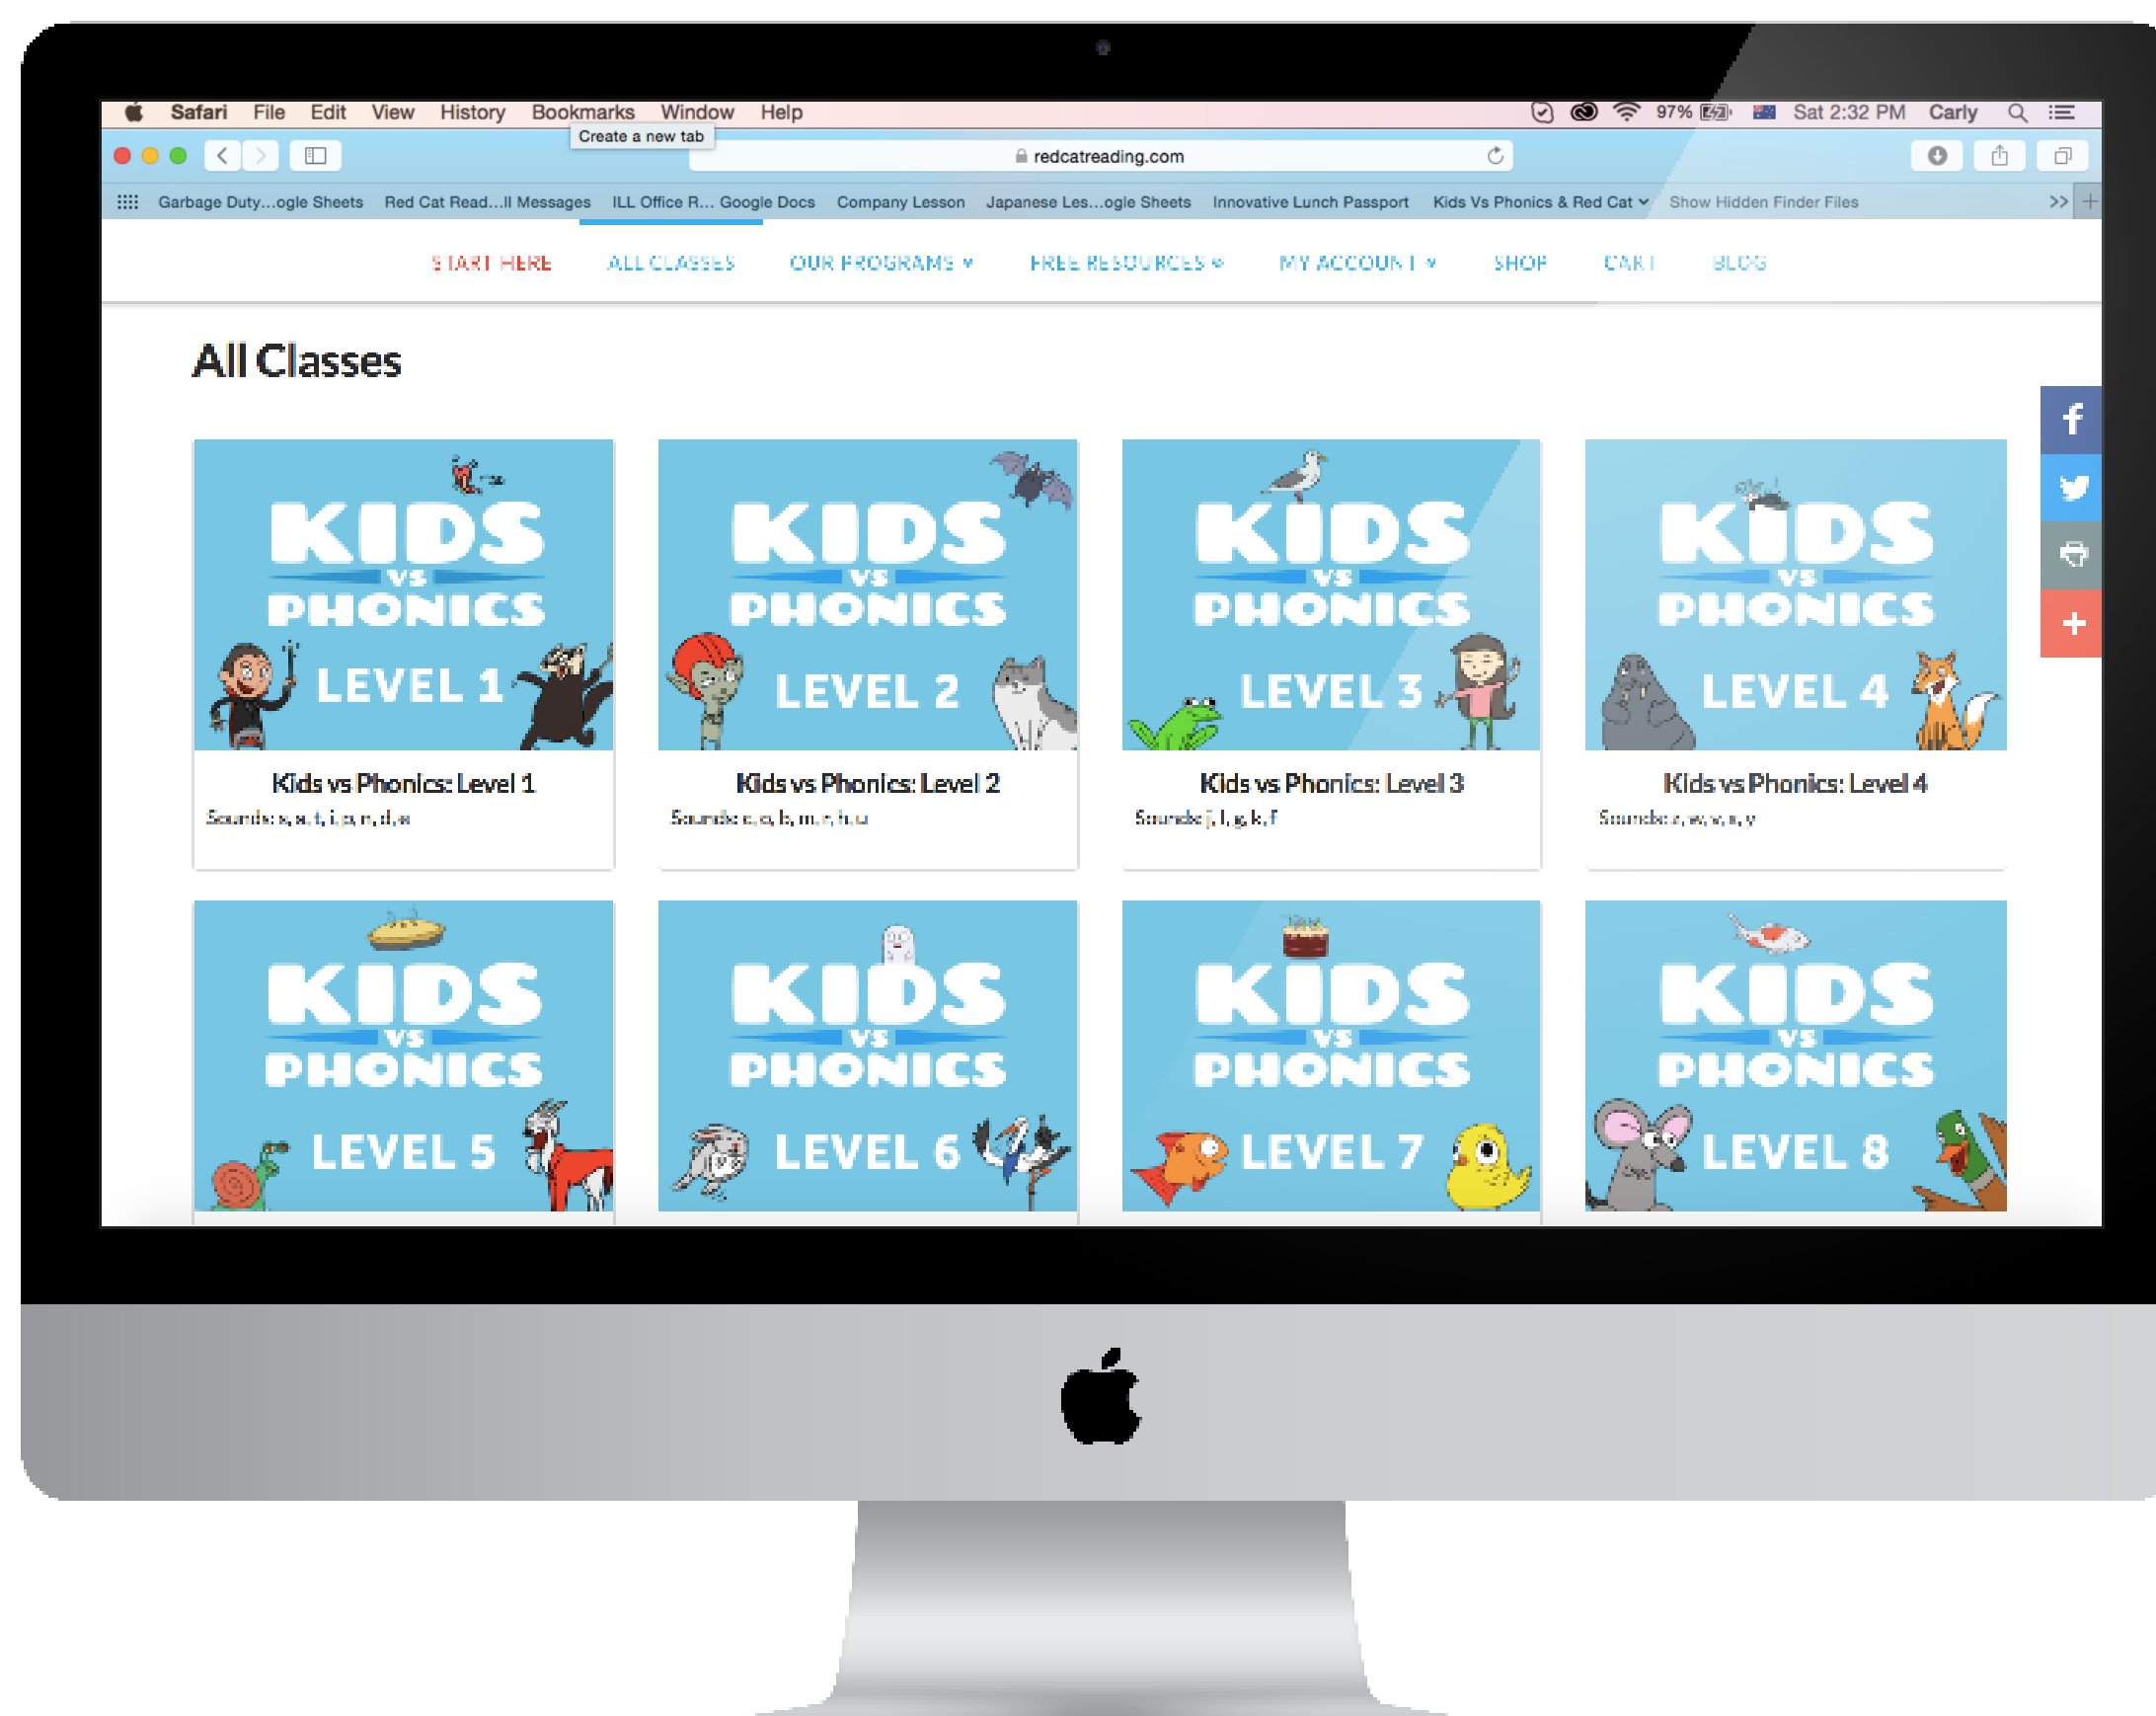 Safari File Edit View History Bookmarks Window Help 97% Sat 2:32 PM Carly
Create a new tab
redcatreading.com
Garbage Duty...ogle Sheets Red Cat Read...ll Messages ILL Office R... Google Docs Company Lesson Japanese Les...ogle Sheets Innovative Lunch Passport Kids Vs Phonics & Red Cat Show Hidden Finder Files
START HERE ALL CLASSES OUR PROGRAMS FREE RESOURCES MY ACCOUNT SHOP CART BLOG
All Classes
KIDS
VS
PHONICS
LEVEL 1
Kids vs Phonics: Level 1
Sounds: s, a, t, i, p, n, d, e
KIDS
VS
PHONICS
LEVEL 2
Kids vs Phonics: Level 2
Sounds: c, o, b, m, r, h, u
KIDS
VS
PHONICS
LEVEL 3
Kids vs Phonics: Level 3
Sounds: j, l, g, k, f
KIDS
VS
PHONICS
LEVEL 4
Kids vs Phonics: Level 4
Sounds: z, w, v, x, y
KIDS
VS
PHONICS
LEVEL 5
KIDS
VS
PHONICS
LEVEL 6
KIDS
VS
PHONICS
LEVEL 7
KIDS
VS
PHONICS
LEVEL 8